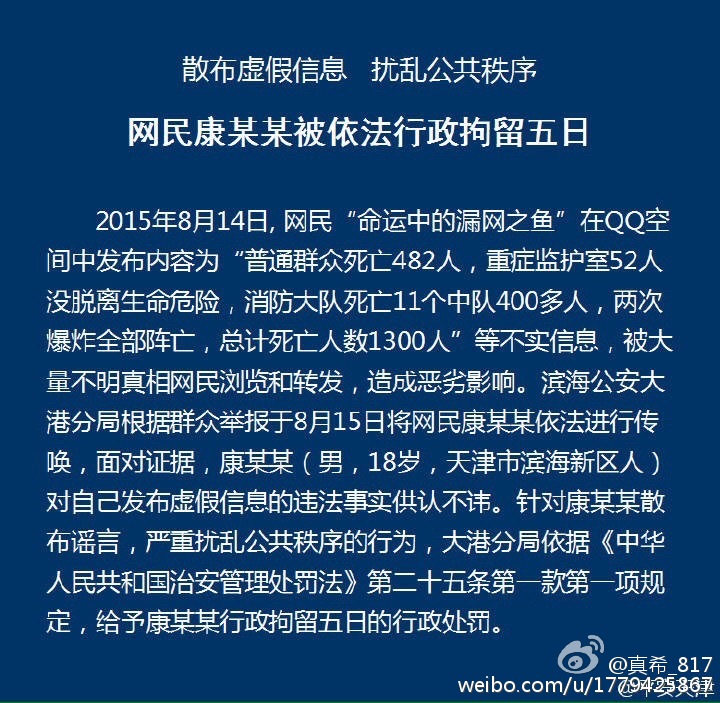 散布虚假信息 扰乱公共秩序
网民康某某被依法行政拘留五日
2015年8月14日, 网民“命运中的漏网之鱼”在QQ空
间中发布内容为“普通群众死亡482人，重症监护室52人
没脱离生命危险，消防大队死亡11个中队400多人，两次
爆炸全部阵亡，总计死亡人数1300人”等不实信息，被大
量不明真相网民浏览和转发，造成恶劣影响。滨海公安大
港分局根据群众举报于8月15日将网民康某某依法进行传
唤，面对证据，康某某（男，18岁，天津市滨海新区人）
对自己发布虚假信息的违法事实供认不讳。针对康某某散
布谣言，严重扰乱公共秩序的行为，大港分局依据《中华
人民共和国治安管理处罚法》第二十五条第一款第一项规
定，给予康某某行政拘留五日的行政处罚。
@真希_817
weibo.com/u/1779425867